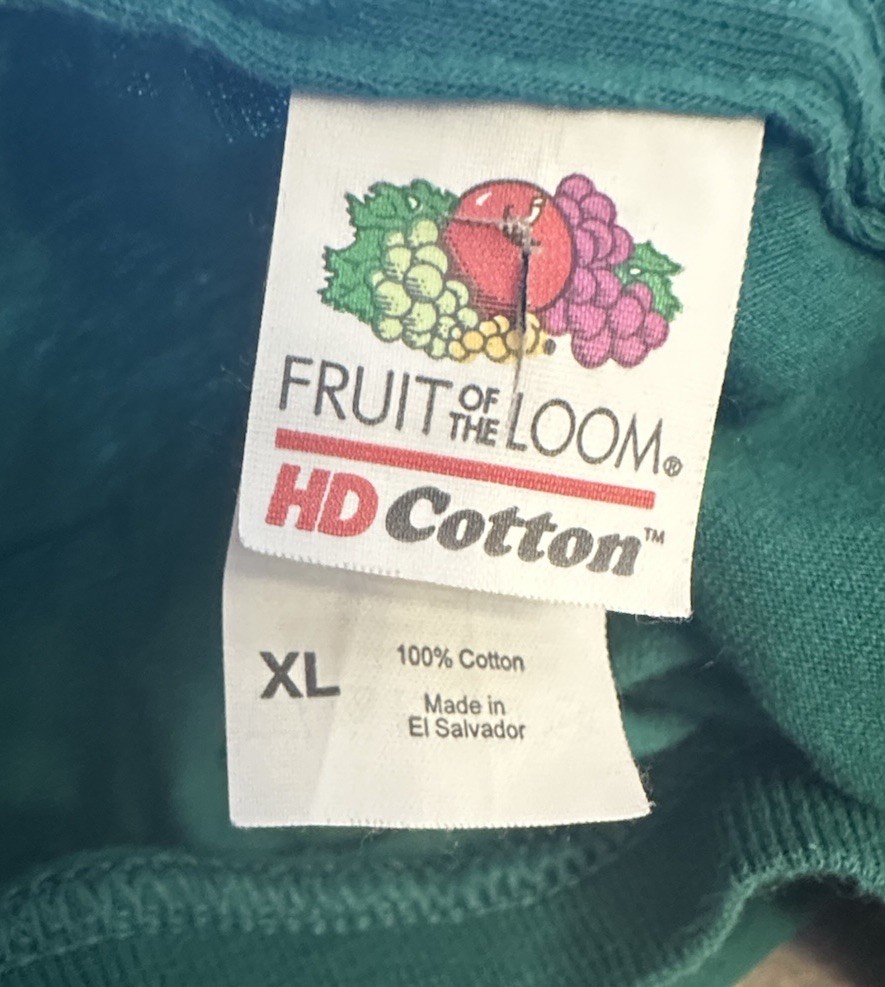 FRUIT OF THE LOOM®
HD Cotton™
XL
100% Cotton
Made in
El Salvador